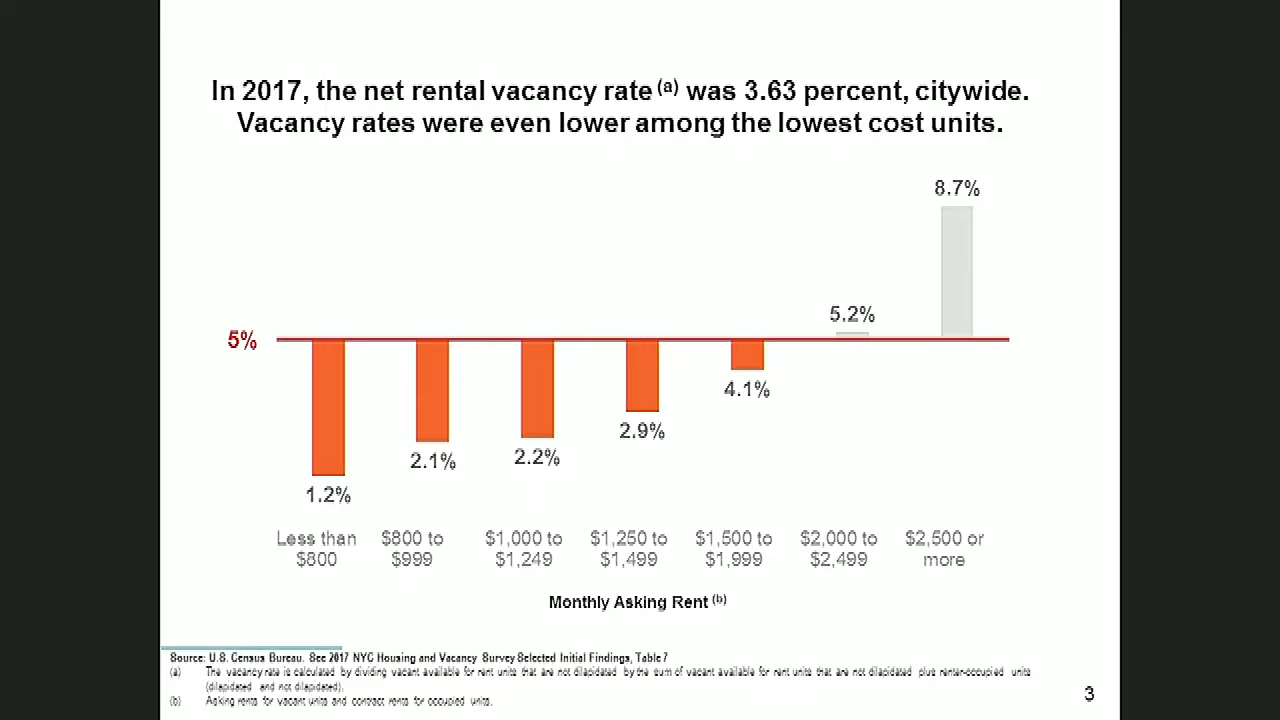 In 2017, the net rental vacancy rate (a) was 3.63 percent, citywide.
Vacancy rates were even lower among the lowest cost units.
8.7%
5.2%
5%
4.1%
2.9%
2.1%
2.2%
1.2%
Less than $800
$800 to $999
$1,000 to $1,249
$1,250 to $1,499
$1,500 to $1,999
$2,000 to $2,499
$2,500 or more
Monthly Asking Rent (b)
Source: U.S. Census Bureau. See 2017 NYC Housing and Vacancy Survey Selected Initial Findings, Table 7
(a) The vacancy rate is calculated by dividing vacant available for rent units that are not dilapidated by the sum of vacant available for rent units that are not dilapidated plus renter-occupied units
(dilapidated and not dilapidated).
(b) Asking rents for vacant units and contract rents for occupied units.
3